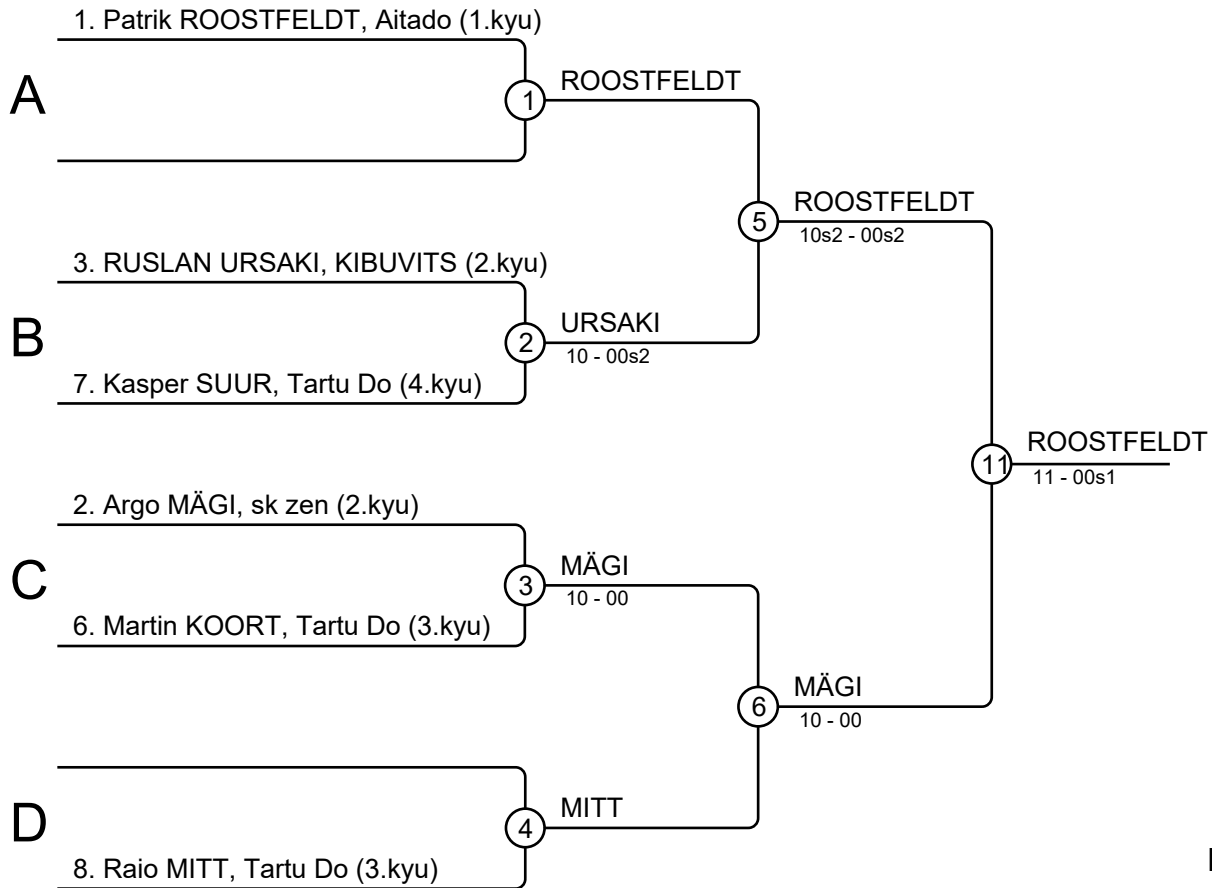 1. Patrik ROOSTFELDT, Aitado (1.kyu)
A
1
ROOSTFELDT
5
ROOSTFELDT
10s2 - 00s2
3. RUSLAN URSAKI, KIBUVITS (2.kyu)
B
2
URSAKI
10 - 00s2
7. Kasper SUUR, Tartu Do (4.kyu)
11
ROOSTFELDT
11 - 00s1
2. Argo MÄGI, sk zen (2.kyu)
C
3
MÄGI
10 - 00
6. Martin KOORT, Tartu Do (3.kyu)
6
MÄGI
10 - 00
D
4
MITT
8. Raio MITT, Tartu Do (3.kyu)